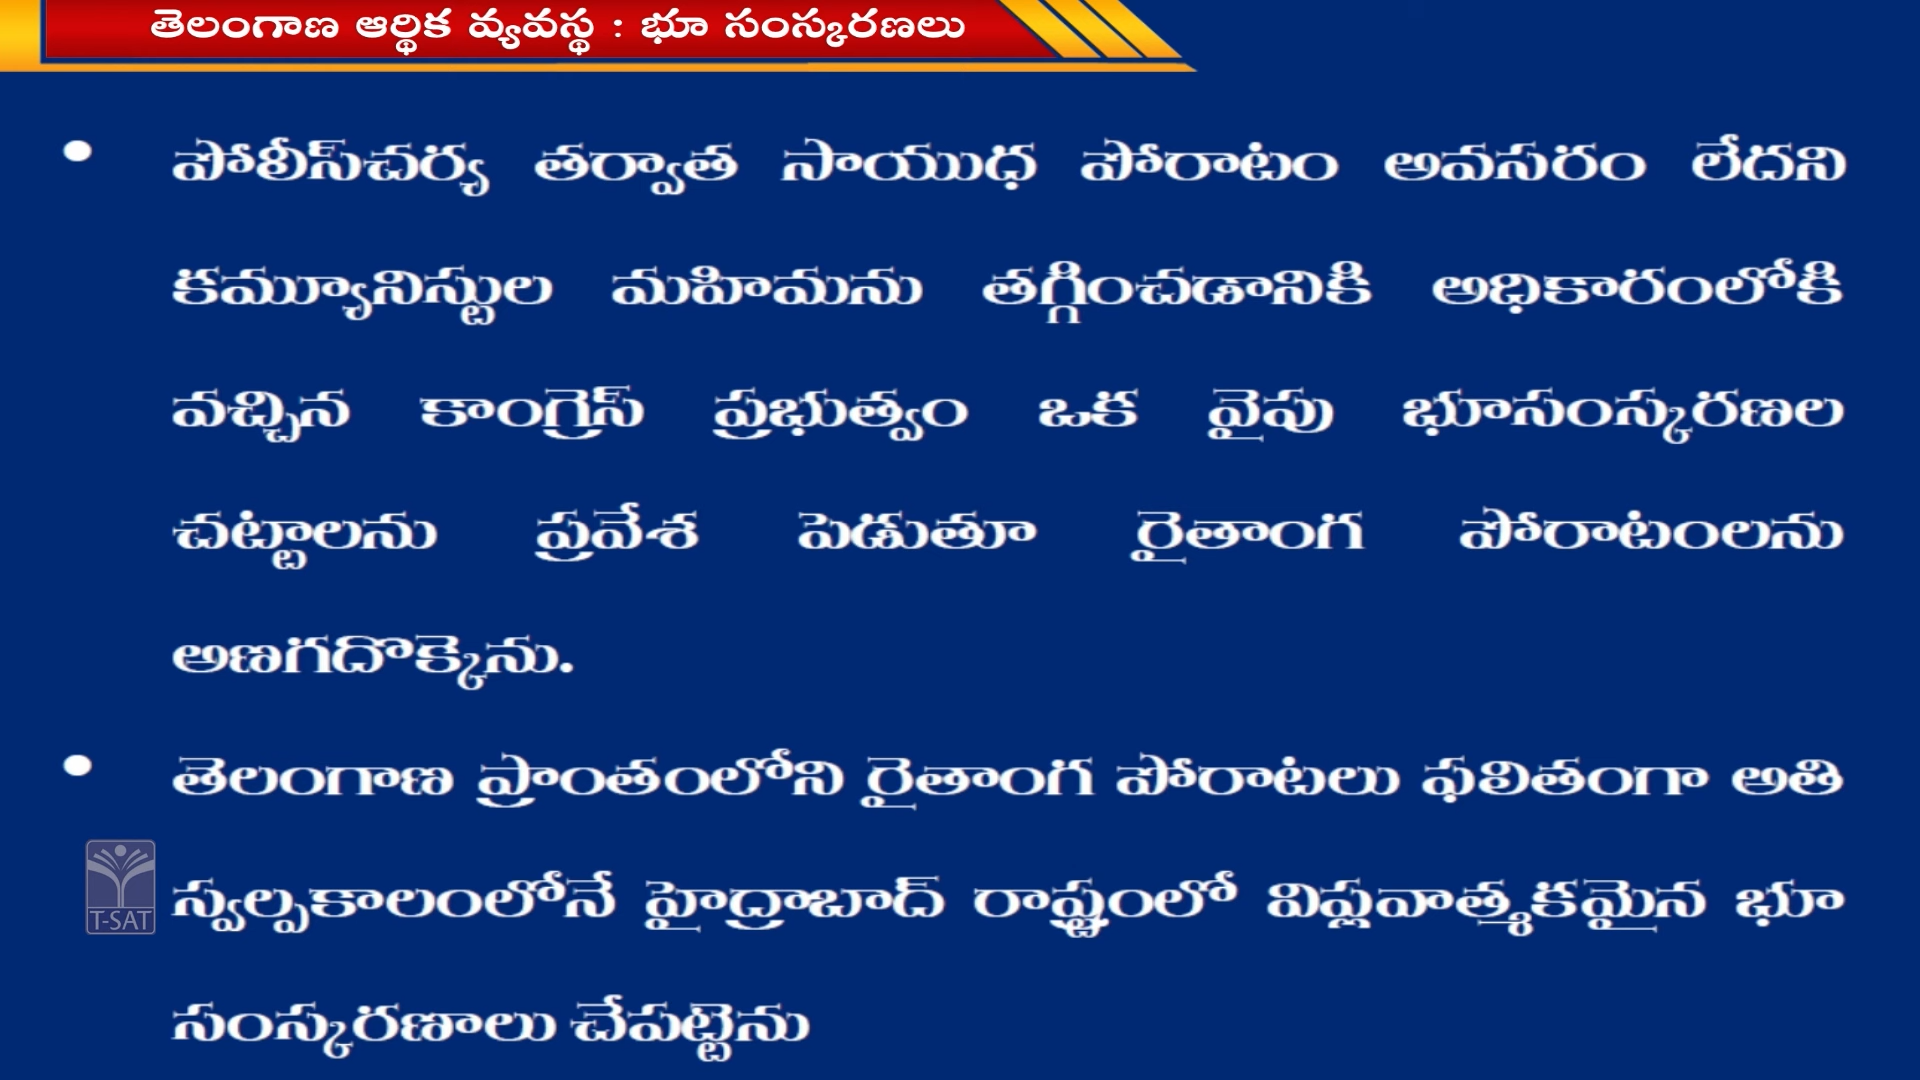 తెలంగాణ ఆర్థిక వ్యవస్థ : భూ సంస్కరణలు
• పోలీస్‌చర్య తర్వాత సాయుధ పోరాటం అవసరం లేదని
కమ్యూనిస్టుల మహిమను తగ్గించడానికి అధికారంలోకి
వచ్చిన కాంగ్రెస్ ప్రభుత్వం ఒక వైపు భూసంస్కరణల
చట్టాలను ప్రవేశ పెడుతూ రైతాంగ పోరాటంలను
అణగదొక్కెను.
• తెలంగాణ ప్రాంతంలోని రైతాంగ పోరాటలు ఫలితంగా అతి
స్వల్పకాలంలోనే హైద్రాబాద్ రాష్ట్రంలో విప్లవాత్మకమైన భూ
సంస్కరణాలు చేపట్టెను
T-SAT